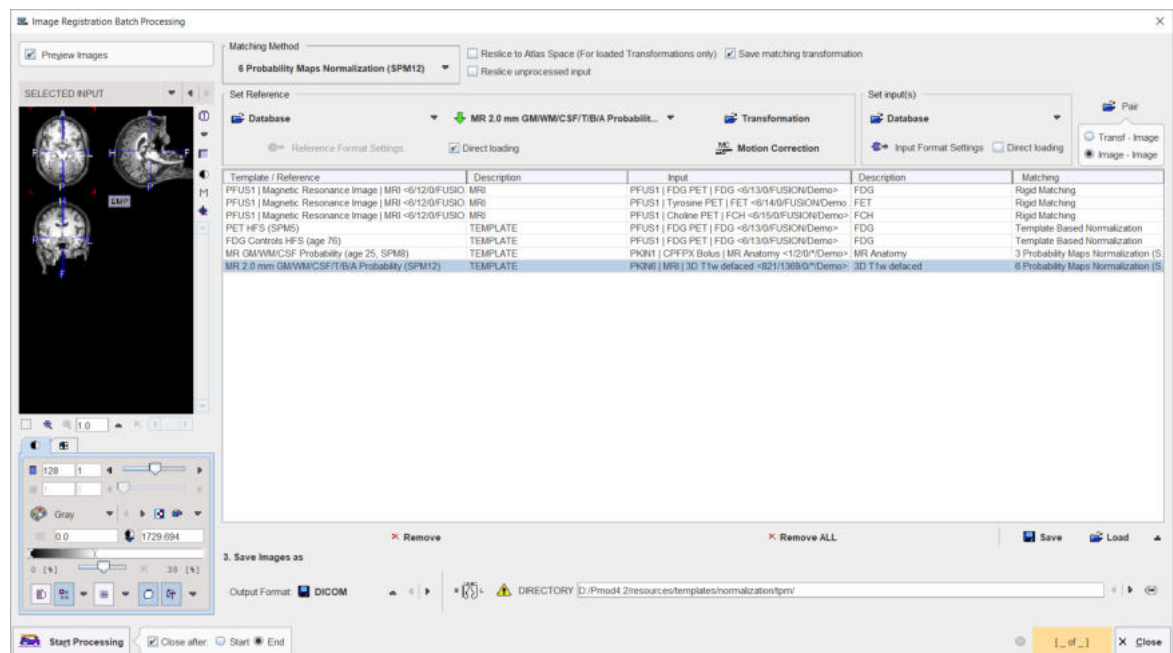 Image Registration Batch Processing
Preview Images
Matching Method
6 Probability Maps Normalization (SPM12)
Reslice to Atlas Space (For loaded Transformations only)
Save matching transformation
Reslice unprocessed input
SELECTED INPUT
Set Reference
Database
MR 2.0 mm GM/WM/CSF/T/B/A Probabilit...
Transformation
Reference Format Settings
Direct loading
Motion Correction
Set input(s)
Database
Input Format Settings
Direct loading
Pair
Transf - Image
Image - Image
Template / Reference Description Input Description Matching
PFUS1 | Magnetic Resonance Image | MRI <6/12/0/FUSIO. MRI PFUS1 | FDG PET | FDG <6/13/0/FUSION/Demo> FDG Rigid Matching
PFUS1 | Magnetic Resonance Image | MRI <6/12/0/FUSIO. MRI PFUS1 | Tyrosine PET | FET <6/14/0/FUSION/Demo. FET Rigid Matching
PFUS1 | Magnetic Resonance Image | MRI <6/12/0/FUSIO. MRI PFUS1 | Choline PET | FCH <6/15/0/FUSION/Demo> FCH Rigid Matching
PET HFS (SPM5) TEMPLATE PFUS1 | FDG PET | FDG <6/13/0/FUSION/Demo> FDG Template Based Normalization
FDG Controls HFS (age 76) TEMPLATE PFUS1 | FDG PET | FDG <6/13/0/FUSION/Demo> FDG Template Based Normalization
MR GM/WM/CSF Probability (age 25, SPM8) TEMPLATE PKIN1 | CPFPX Bolus | MR Anatomy <1/2/0/*/Demo>. MR Anatomy 3 Probability Maps Normalization (S.
MR 2.0 mm GM/WM/CSF/T/B/A Probability (SPM12) TEMPLATE PKIN6 | MRI | 3D T1w defaced <821/1369/0/*/Demo> 3D T1w defaced 6 Probability Maps Normalization (S.
1.0
128 1
1 1
Gray
0.0 1729.694
0 [%] 30 [%]
Remove
Remove ALL
Save
Load
3. Save Images as
Output Format: DICOM
DIRECTORY D:/Pmod4.2/resources/templates/normalization/tpm/
Start Processing
Close after: Start End
[ _ of _ ]
Close